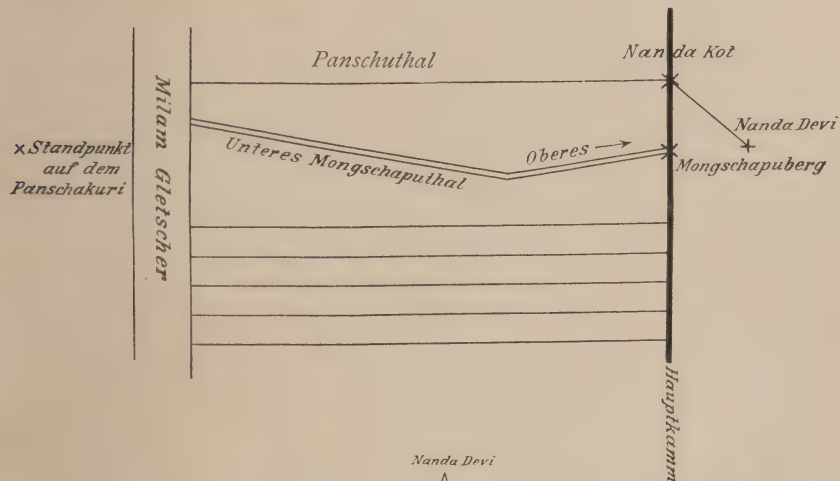 Panschuthal
Nanda Kot
Milam Gletscher
Nanda Devi
Standpunkt
auf dem
Panschakuri
Unteres Mongschaputhal
Oberes
Mongschapuberg
Hauptkamm
Nanda Devi